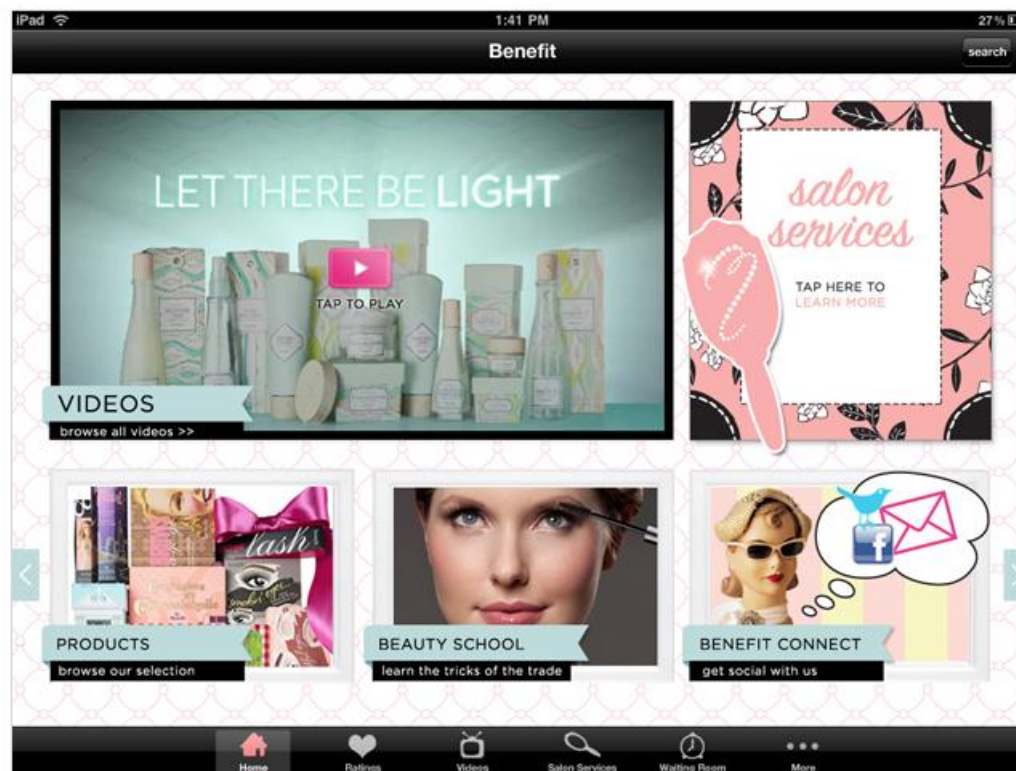 iPad
1:41 PM
27%
Benefit
search
LET THERE BE LIGHT
TAP TO PLAY
VIDEOS
browse all videos >>
salon
services
TAP HERE TO
LEARN MORE
lash
PRODUCTS
browse our selection
BEAUTY SCHOOL
learn the tricks of the trade
f
BENEFIT CONNECT
get social with us
Home
Ratings
Videos
Salon Services
Waiting Room
More